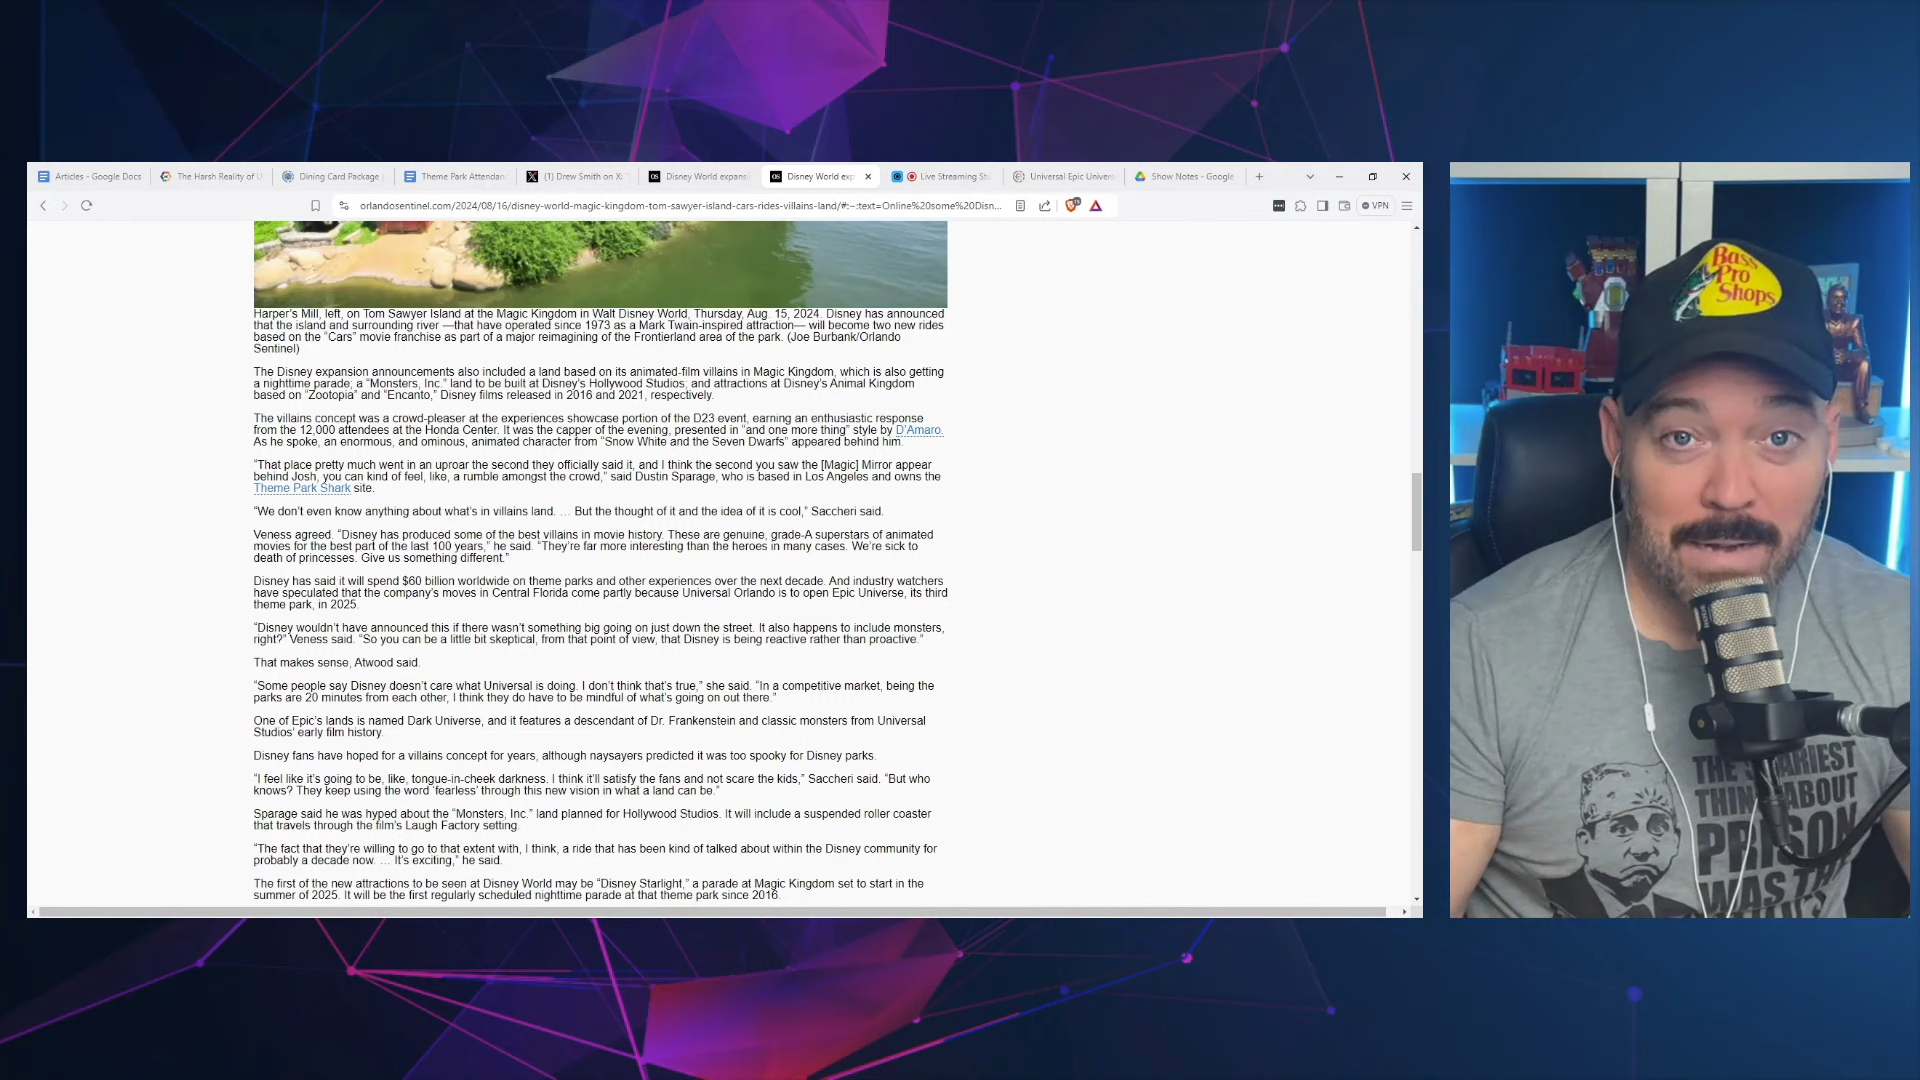 Articles - Google Docs
The Harsh Reality of U
Dining Card Package
Theme Park Attendan
(1) Drew Smith on X:
Disney World expans
Disney World exp
Live Streaming St
Universal Epic Univers
Show Notes - Google
orlandosentinel.com/2024/08/16/disney-world-magic-kingdom-tom-sawyer-island-cars-rides-villains-land/#:~:text=Online%20some%20Disn...
VPN
Harper's Mill, left, on Tom Sawyer Island at the Magic Kingdom in Walt Disney World, Thursday, Aug. 15, 2024. Disney has announced
that the island and surrounding river —that have operated since 1973 as a Mark Twain-inspired attraction— will become two new rides
based on the “Cars” movie franchise as part of a major reimagining of the Frontierland area of the park. (Joe Burbank/Orlando
Sentinel)
The Disney expansion announcements also included a land based on its animated-film villains in Magic Kingdom, which is also getting
a nighttime parade; a “Monsters, Inc.” land to be built at Disney’s Hollywood Studios; and attractions at Disney’s Animal Kingdom
based on “Zootopia” and “Encanto,” Disney films released in 2016 and 2021, respectively.
The villains concept was a crowd-pleaser at the experiences showcase portion of the D23 event, earning an enthusiastic response
from the 12,000 attendees at the Honda Center. It was the capper of the evening, presented in “and one more thing” style by D’Amaro.
As he spoke, an enormous, and ominous, animated character from “Snow White and the Seven Dwarfs” appeared behind him.
“That place pretty much went in an uproar the second they officially said it, and I think the second you saw the [Magic] Mirror appear
behind Josh, you can kind of feel, like, a rumble amongst the crowd,” said Dustin Sparage, who is based in Los Angeles and owns the
Theme Park Shark site.
“We don’t even know anything about what’s in villains land. … But the thought of it and the idea of it is cool,” Saccheri said.
Veness agreed. “Disney has produced some of the best villains in movie history. These are genuine, grade-A superstars of animated
movies for the best part of the last 100 years,” he said. “They’re far more interesting than the heroes in many cases. We’re sick to
death of princesses. Give us something different.”
Disney has said it will spend $60 billion worldwide on theme parks and other experiences over the next decade. And industry watchers
have speculated that the company’s moves in Central Florida come partly because Universal Orlando is to open Epic Universe, its third
theme park, in 2025.
“Disney wouldn’t have announced this if there wasn’t something big going on just down the street. It also happens to include monsters,
right?” Veness said. “So you can be a little bit skeptical, from that point of view, that Disney is being reactive rather than proactive.”
That makes sense, Atwood said.
“Some people say Disney doesn’t care what Universal is doing. I don’t think that’s true,” she said. “In a competitive market, being the
parks are 20 minutes from each other, I think they do have to be mindful of what’s going on out there.”
One of Epic’s lands is named Dark Universe, and it features a descendant of Dr. Frankenstein and classic monsters from Universal
Studios’ early film history.
Disney fans have hoped for a villains concept for years, although naysayers predicted it was too spooky for Disney parks.
“I feel like it’s going to be, like, tongue-in-cheek darkness. I think it’ll satisfy the fans and not scare the kids,” Saccheri said. “But who
knows? They keep using the word ‘fearless’ through this new vision in what a land can be.”
Sparage said he was hyped about the “Monsters, Inc.” land planned for Hollywood Studios. It will include a suspended roller coaster
that travels through the film’s Laugh Factory setting.
“The fact that they’re willing to go to that extent with, I think, a ride that has been kind of talked about within the Disney community for
probably a decade now. … It’s exciting,” he said.
The first of the new attractions to be seen at Disney World may be “Disney Starlight,” a parade at Magic Kingdom set to start in the
summer of 2025. It will be the first regularly scheduled nighttime parade at that theme park since 2016.
Bass
Pro
Shops
THE
THIN
ABOUT
PRISON
WAS